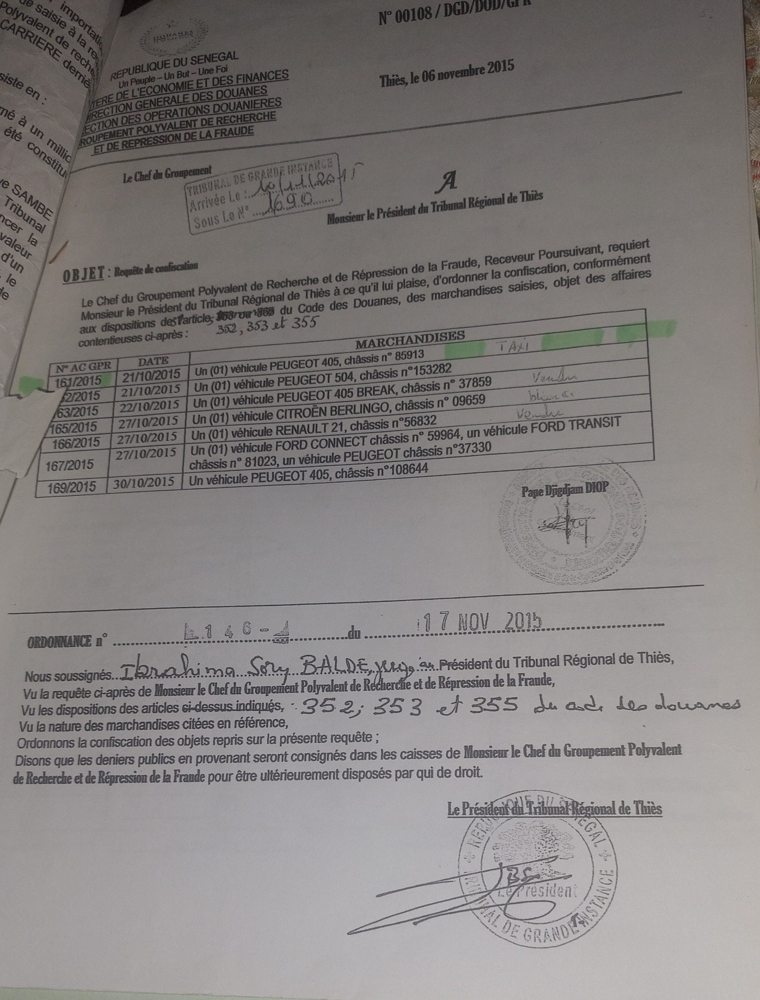 importati
de saisie à la re
Polyvalent de reche
CARRIERE derriè
siste en :
mé à un millio
été constitu
SAMBE
Tribunal
ncer la
valeur
d'un
le
de
N° 00108 / DGD/DOD/GPR
DOUANES
REPUBLIQUE DU SENEGAL
Un Peuple – Un But – Une Foi
TERE DE L'ECONOMIE ET DES FINANCES
IRECTION GENERALE DES DOUANES
ECTION DES OPERATIONS DOUANIERES
ROUPEMENT POLYVALENT DE RECHERCHE
ET DE REPRESSION DE LA FRAUDE
Thiès, le 06 novembre 2015
Le Chef du Groupement
TRIBUNAL DE GRANDE INSTANCE
Arrivée Le : 10/11/2015
Sous Le N° 1690
A
Monsieur le Président du Tribunal Régional de Thiès
OBJET : Requête de confiscation
Le Chef du Groupement Polyvalent de Recherche et de Répression de la Fraude, Receveur Poursuivant, requiert
Monsieur le Président du Tribunal Régional de Thiès à ce qu'il lui plaise, d'ordonner la confiscation, conformément
aux dispositions des articles du Code des Douanes, des marchandises saisies, objet des affaires
contentieuses ci-après : 352, 353 et 355
N° AC GPR DATE MARCHANDISES
161/2015 21/10/2015 Un (01) véhicule PEUGEOT 405, châssis n° 85913 TAXI
2/2015 21/10/2015 Un (01) véhicule PEUGEOT 504, châssis n°153282
63/2015 22/10/2015 Un (01) véhicule PEUGEOT 405 BREAK, châssis n° 37859 Vendu
165/2015 27/10/2015 Un (01) véhicule CITROËN BERLINGO, châssis n° 09659
166/2015 27/10/2015 Un (01) véhicule RENAULT 21, châssis n°56832 Vendu
167/2015 27/10/2015 Un (01) véhicule FORD CONNECT châssis n° 59964, un véhicule FORD TRANSIT
châssis n° 81023, un véhicule PEUGEOT châssis n°37330
169/2015 30/10/2015 Un véhicule PEUGEOT 405, châssis n°108644
Pape Djigdjam DIOP
ORDONNANCE n° 146- du 17 NOV 2015
Nous soussignés Ibrahima Sory BALDE, Président du Tribunal Régional de Thiès,
Vu la requête ci-après de Monsieur le Chef du Groupement Polyvalent de Recherche et de Répression de la Fraude,
Vu les dispositions des articles ci-dessus indiqués, 352, 353 et 355 du code des douanes
Vu la nature des marchandises citées en référence,
Ordonnons la confiscation des objets repris sur la présente requête ;
Disons que les deniers publics en provenant seront consignés dans les caisses de Monsieur le Chef du Groupement Polyvalent
de Recherche et de Répression de la Fraude pour être ultérieurement disposés par qui de droit.
Le Président du Tribunal Régional de Thiès
REPUBLIQUE DU SENEGAL
Le Président
TRIBUNAL DE GRANDE INSTANCE